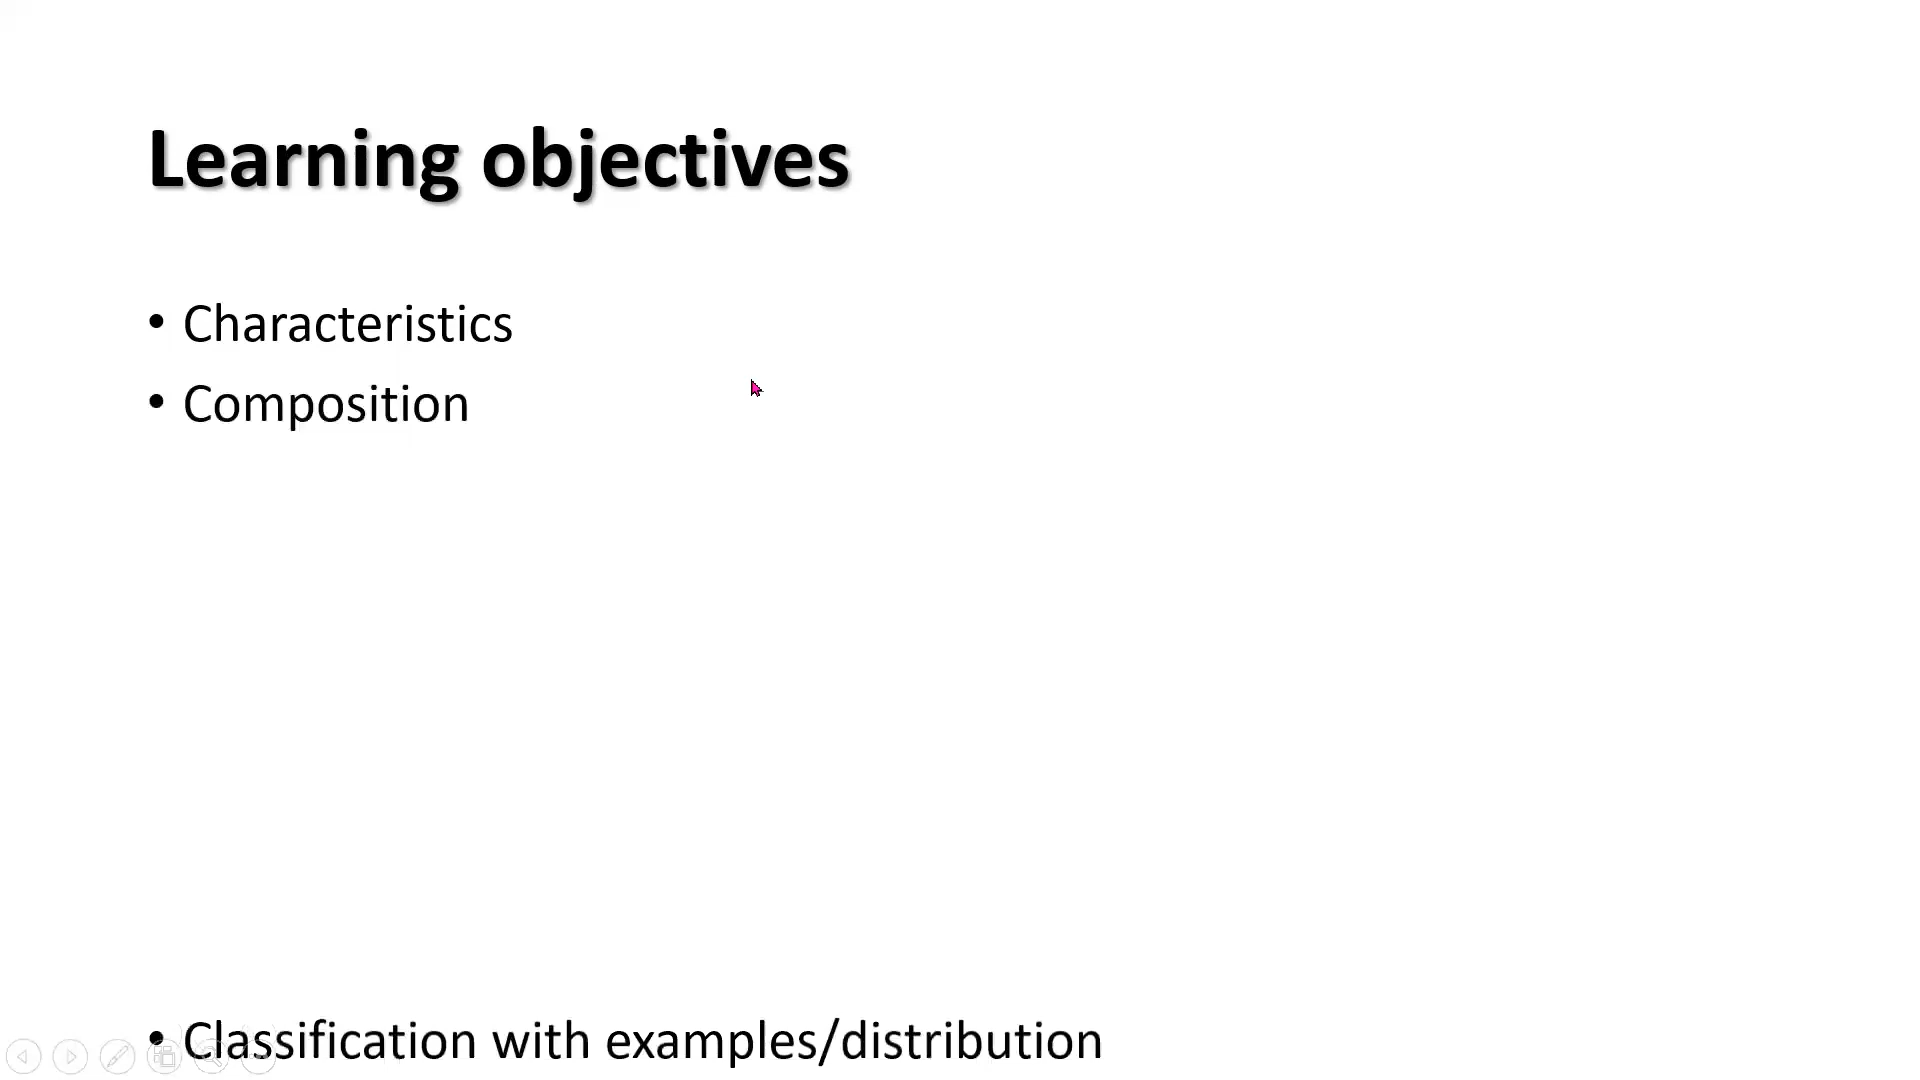 Learning objectives
• Characteristics
• Composition
• Classification with examples/distribution